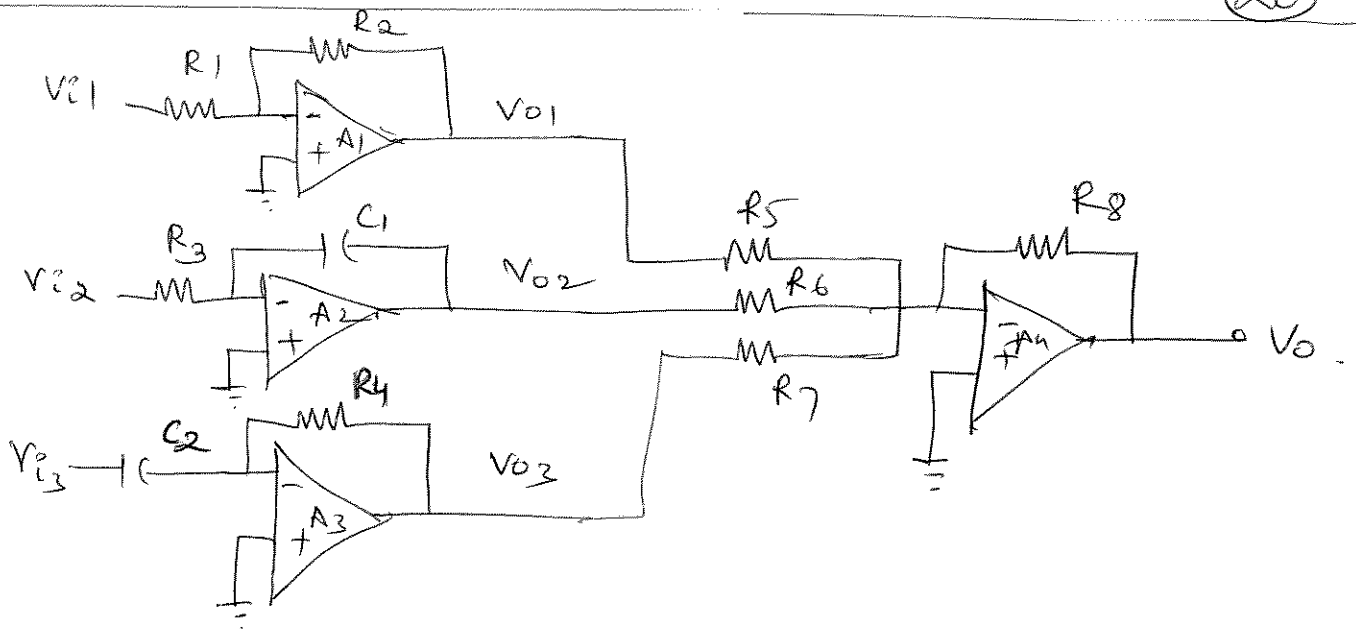 R2
R1
Vi1
-
+ A1
Vo1
C1
R3
Vi2
-
+ A2
Vo2
R5
R6
R7
R8
-
+ A4
Vo
R4
C2
Vi3
-
+ A3
Vo3